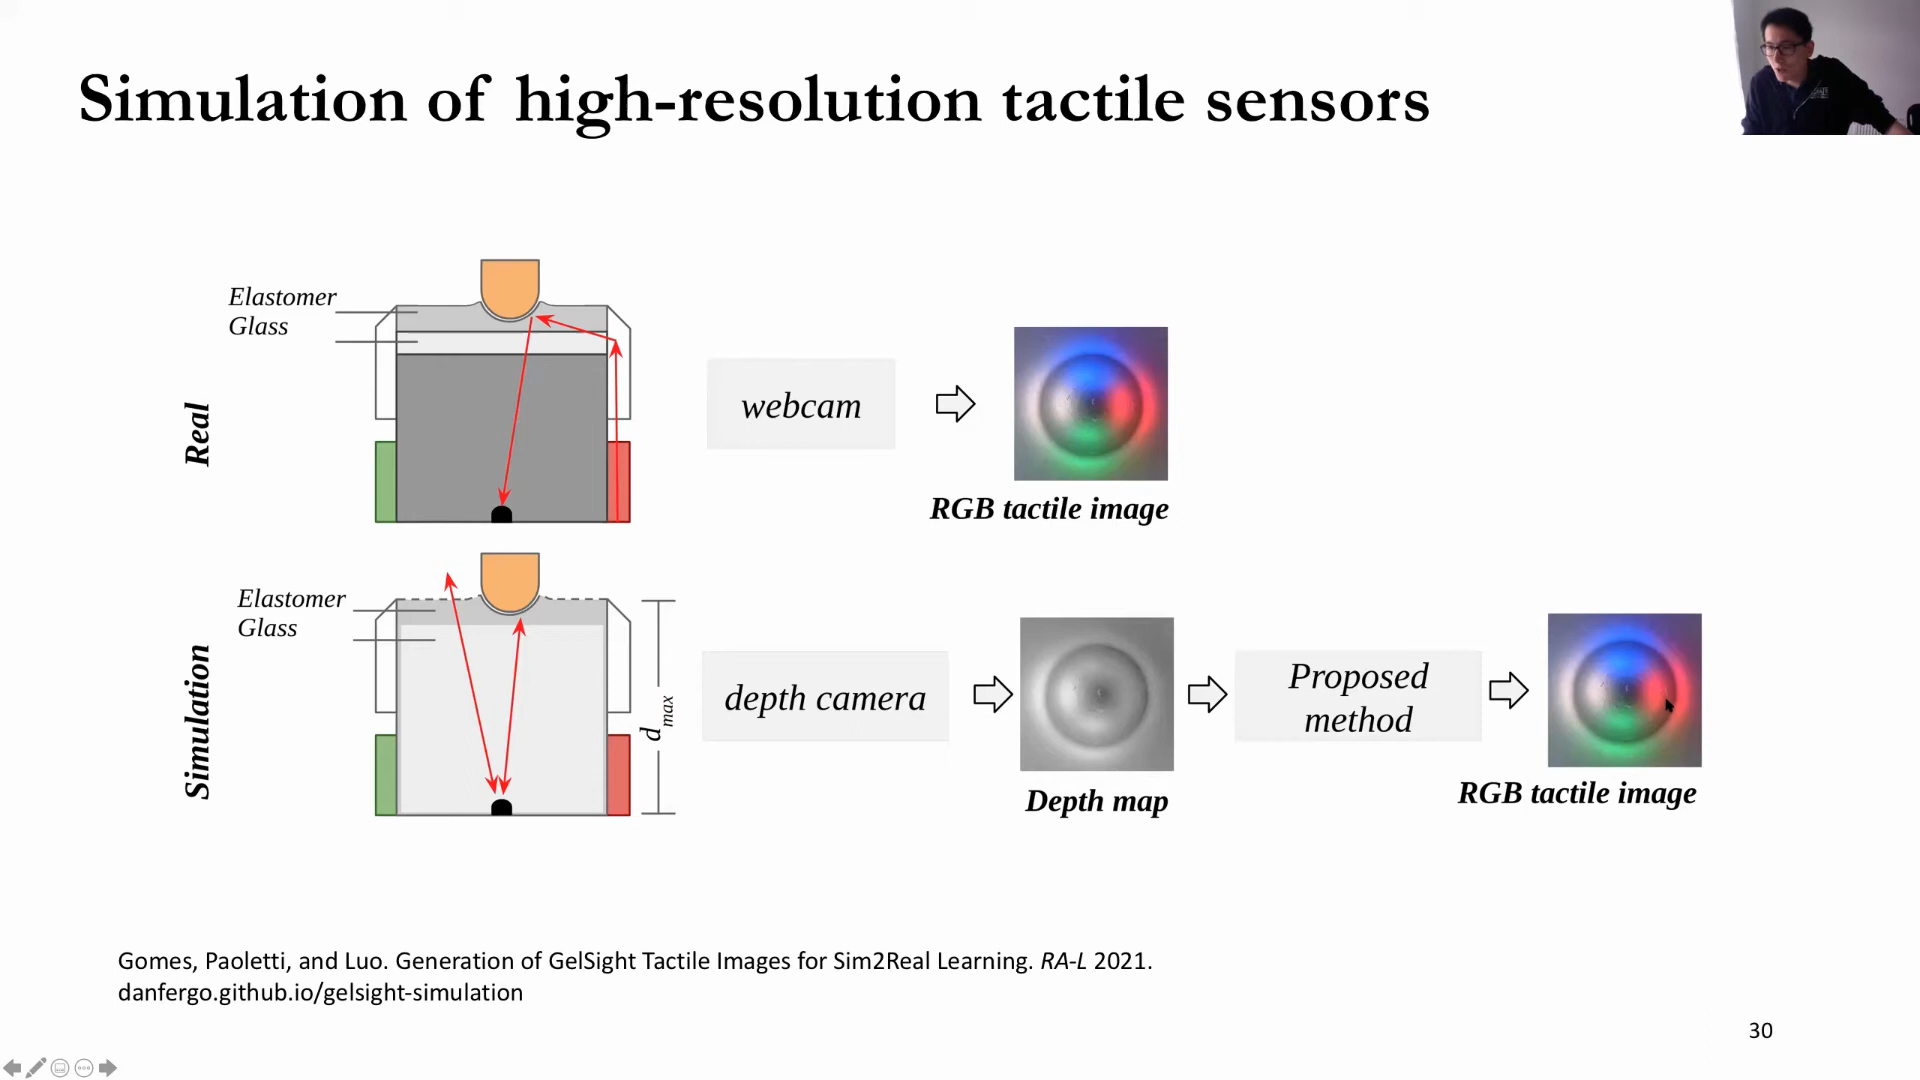 Simulation of high-resolution tactile sensors
Elastomer
Glass
Real
webcam
RGB tactile image
Elastomer
Glass
Simulation
d max
depth camera
Depth map
Proposed
method
RGB tactile image
Gomes, Paoletti, and Luo. Generation of GelSight Tactile Images for Sim2Real Learning. RA-L 2021.
danfergo.github.io/gelsight-simulation
30